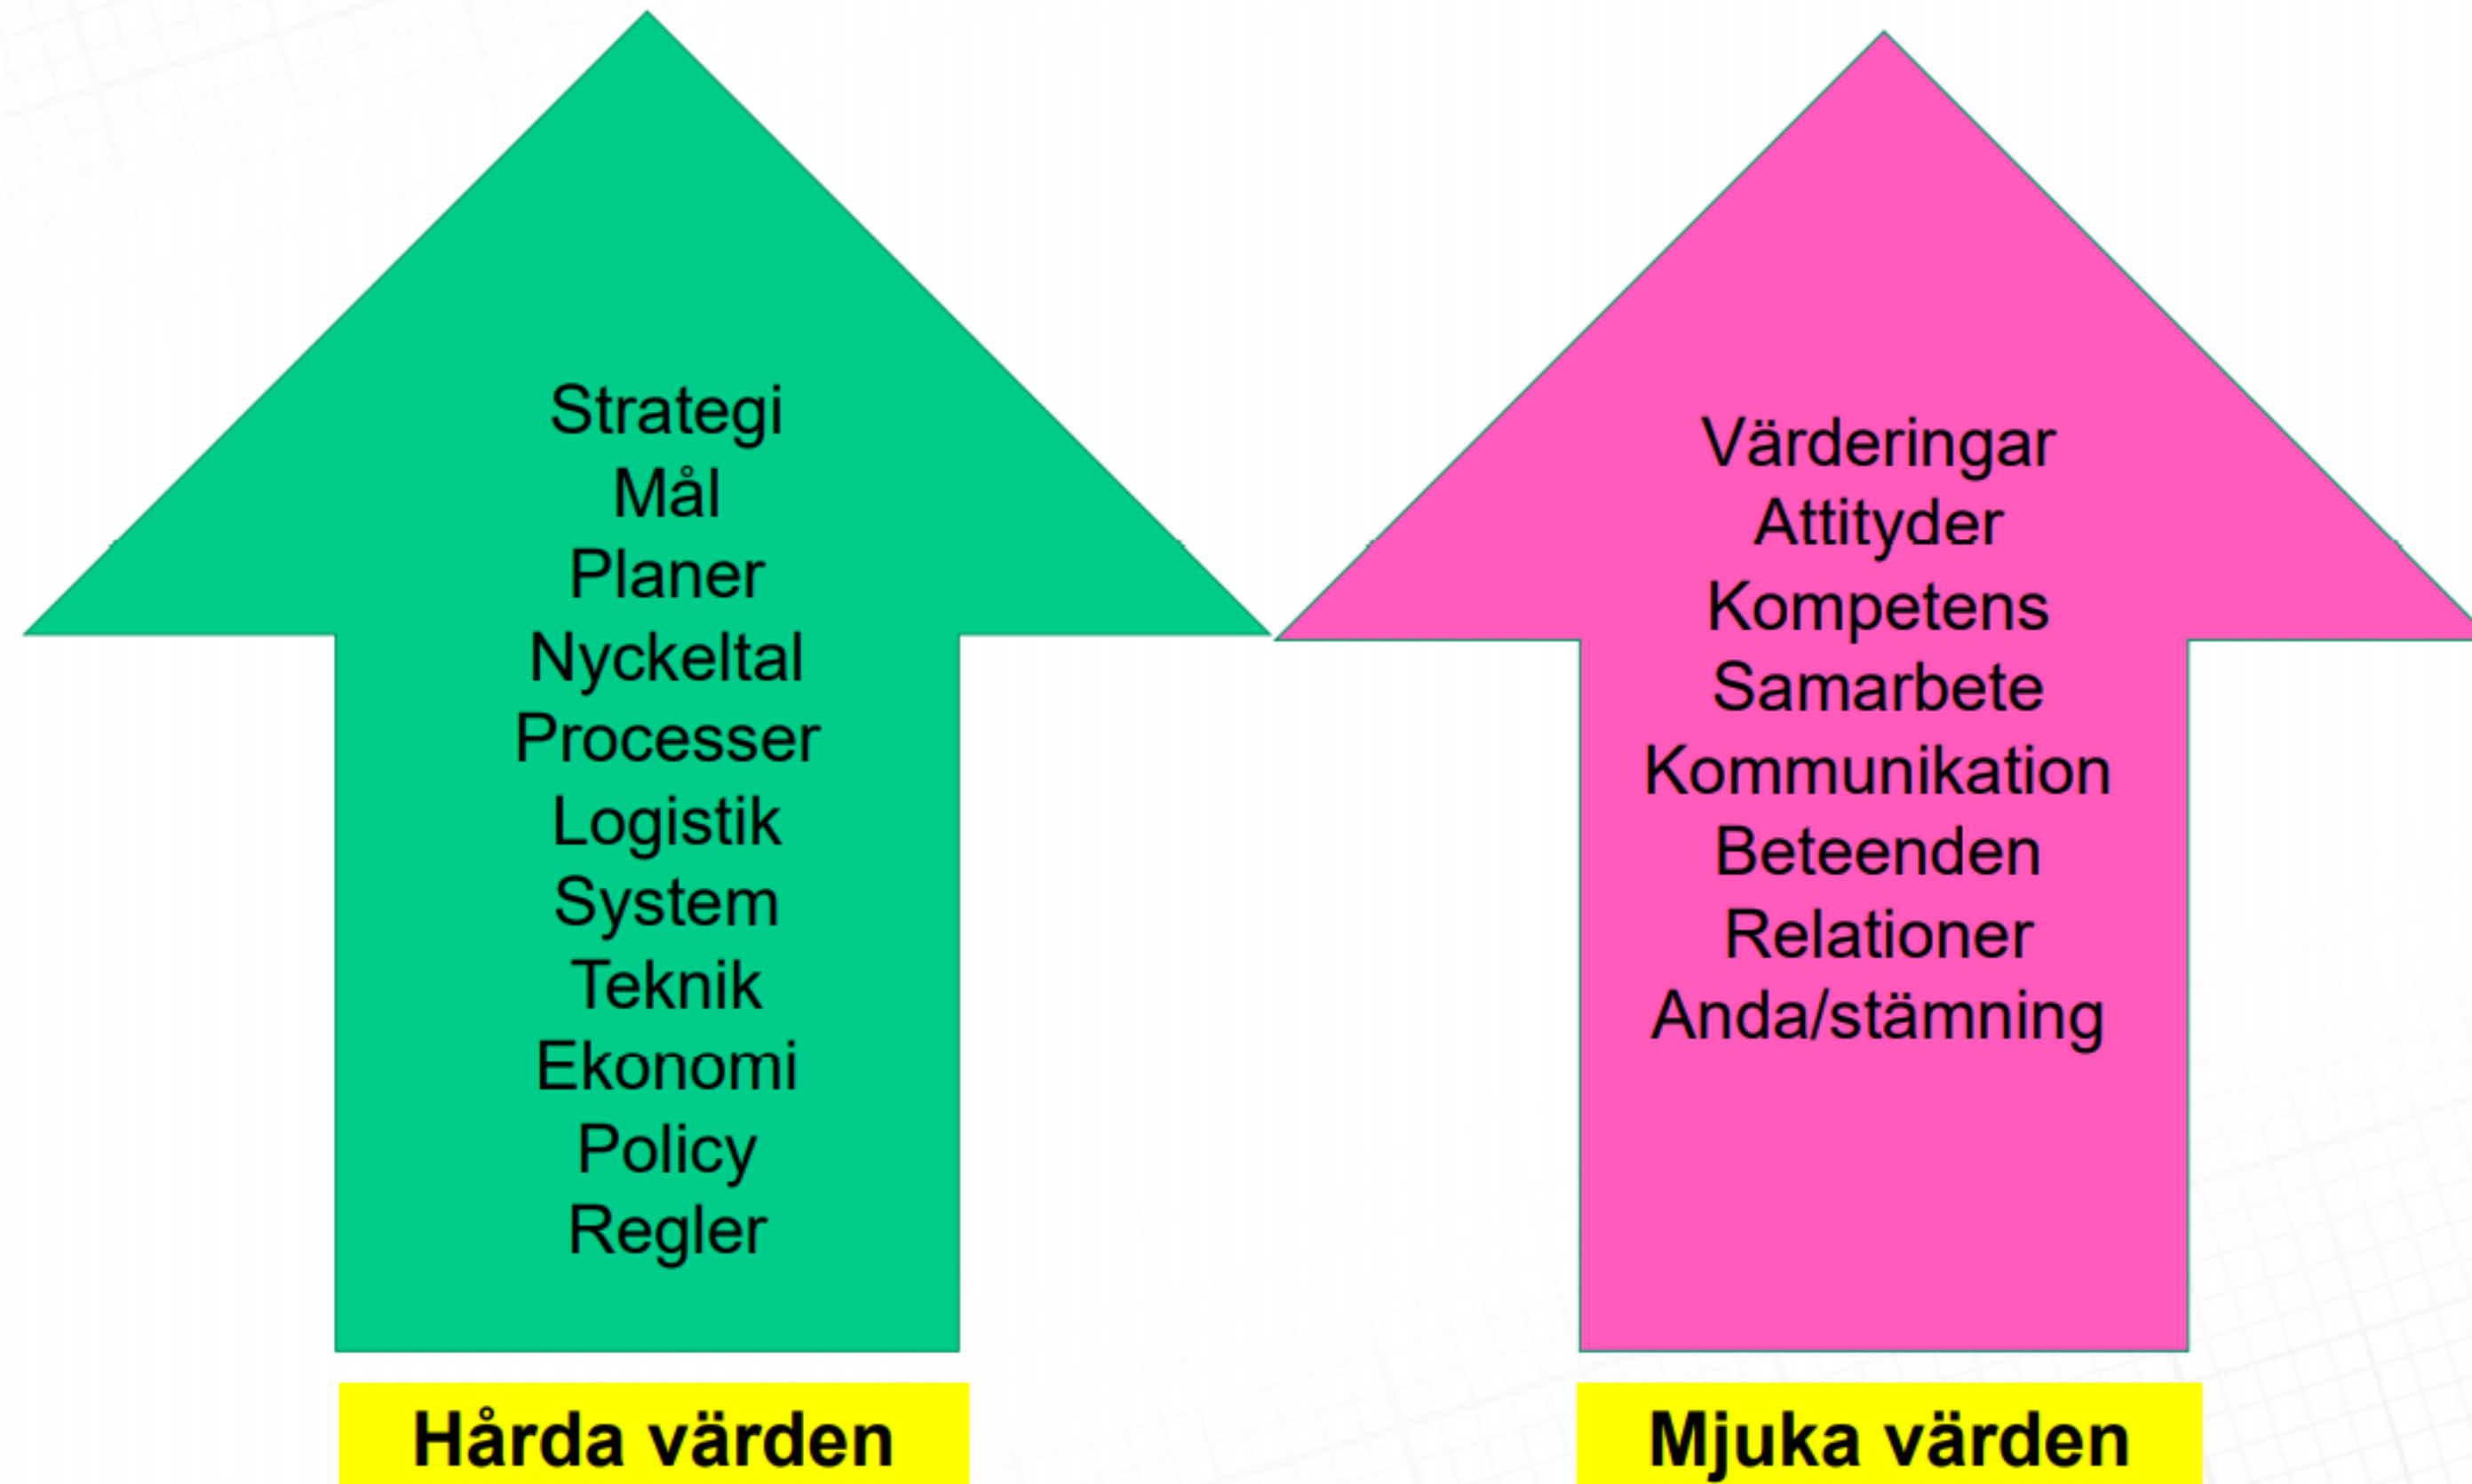 Strategi
Mål
Planer
Nyckeltal
Processer
Logistik
System
Teknik
Ekonomi
Policy
Regler
Hårda värden
Värderingar
Attityder
Kompetens
Samarbete
Kommunikation
Beteenden
Relationer
Anda/stämning
Mjuka värden